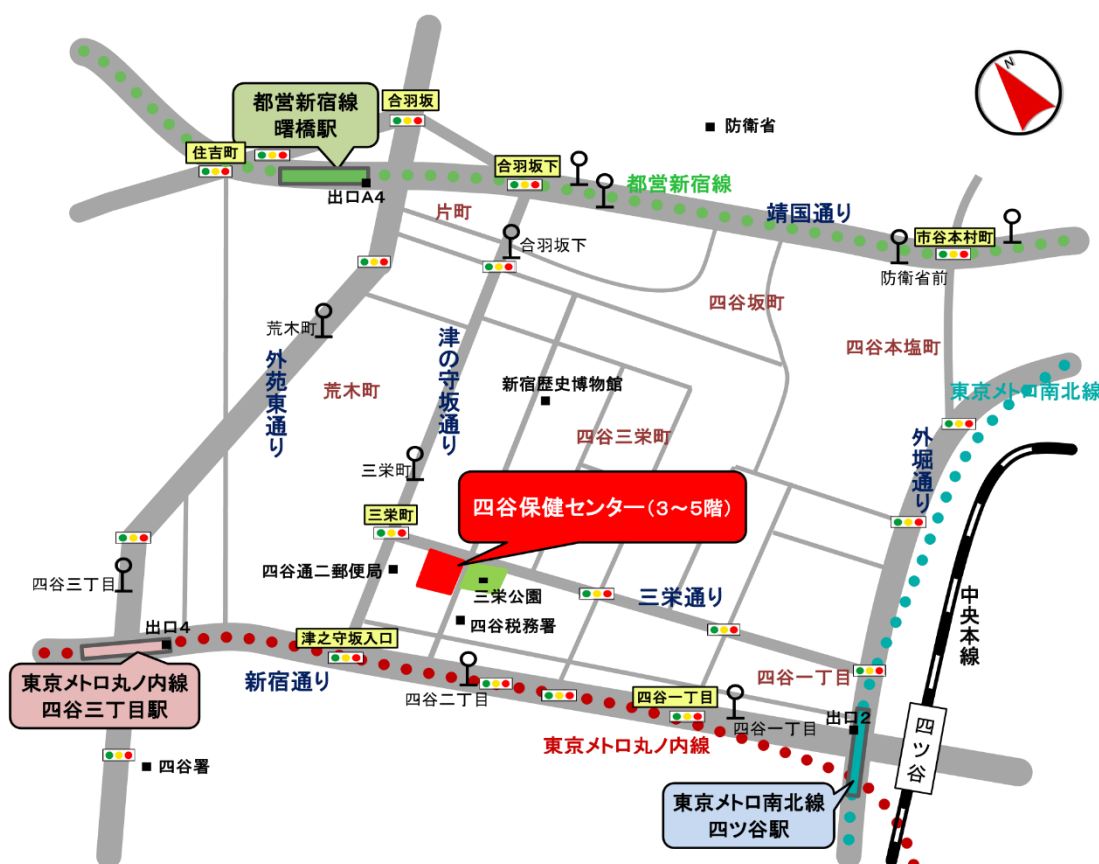 都営新宿線
曙橋駅
合羽坂
N
防衛省
住吉町
合羽坂下
出口A4
都営新宿線
靖国通り
片町
市谷本村町
合羽坂下
防衛省前
四谷坂町
荒木町
四谷本塩町
外苑東通り
荒木町
津の守坂通り
新宿歴史博物館
東京メトロ南北線
四谷三栄町
外堀通り
三栄町
四谷保健センター(3~5階)
三栄町
四谷通二郵便局
三栄公園
三栄通り
中央本線
四谷三丁目
四谷税務署
出口4
津之守坂入口
東京メトロ丸ノ内線
四谷三丁目駅
新宿通り
四谷二丁目
四谷一丁目
四谷一丁目
四谷一丁目
出口2
四ツ谷
東京メトロ丸ノ内線
四谷署
東京メトロ南北線
四ツ谷駅